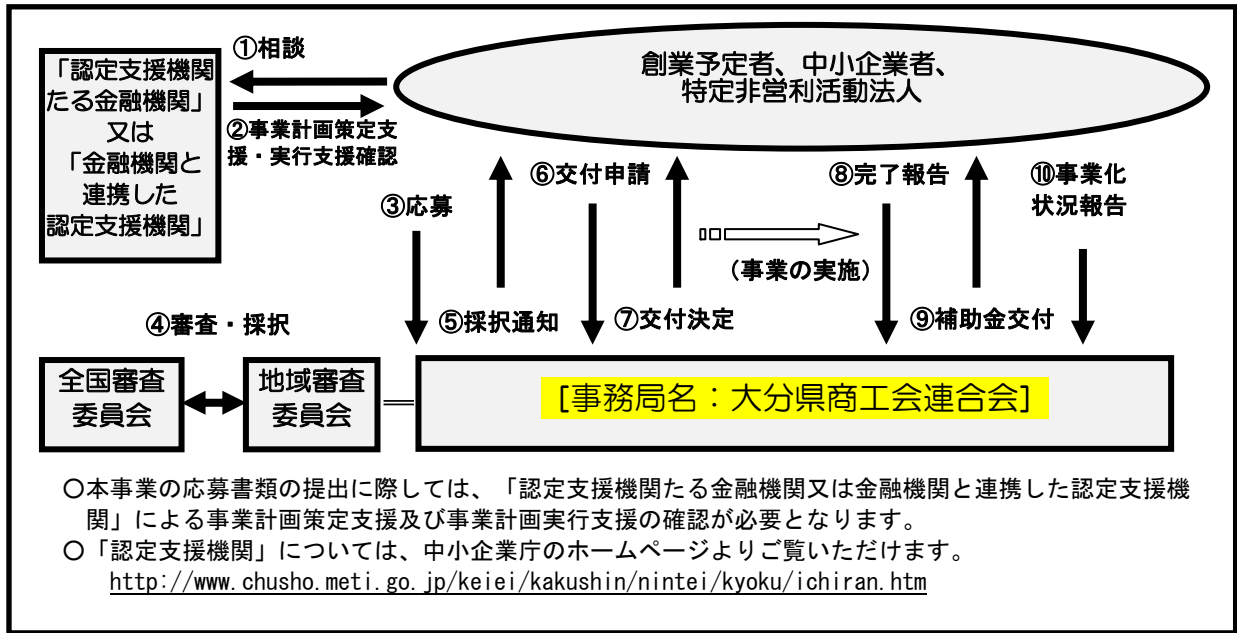 ①相談
「認定支援機関
たる金融機関」
又は
「金融機関と
連携した
認定支援機関」
②事業計画策定支
援・実行支援確認
創業予定者、中小企業者、
特定非営利活動法人
③応募
⑥交付申請
⑧完了報告
⑩事業化
状況報告
(事業の実施)
④審査・採択
⑤採択通知
⑦交付決定
⑨補助金交付
全国審査
委員会
地域審査
委員会
[事務局名：大分県商工会連合会]
〇本事業の応募書類の提出に際しては、「認定支援機関たる金融機関又は金融機関と連携した認定支援機
関」による事業計画策定支援及び事業計画実行支援の確認が必要となります。
〇「認定支援機関」については、中小企業庁のホームページよりご覧いただけます。
http://www.chusho.meti.go.jp/keiei/kakushin/nintei/kyoku/ichiran.htm